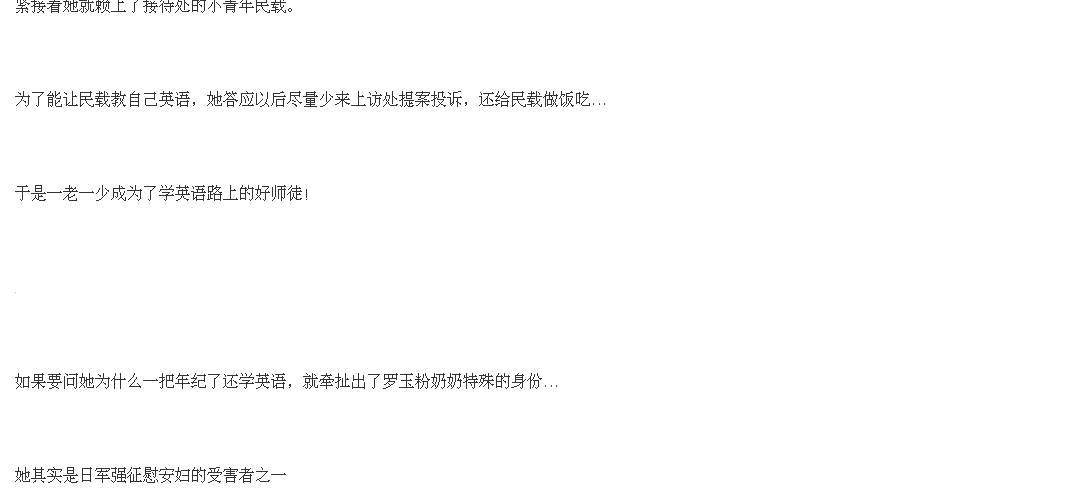 紧接着她就赖上了接待处的小青年民载。
为了能让民载教自己英语，她答应以后尽量少来上访处提案投诉，还给民载做饭吃...
于是一老一少成为了学英语路上的好师徒！
如果要问她为什么一把年纪了还学英语，就牵扯出了罗玉粉奶奶特殊的身份...
她其实是日军强征慰安妇的受害者之一